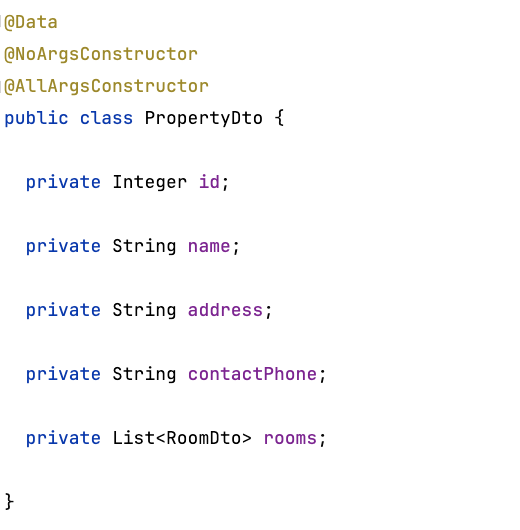 @Data
@NoArgsConstructor
@AllArgsConstructor
public class PropertyDto {
private Integer id;
private String name;
private String address;
private String contactPhone;
private List<RoomDto> rooms;
}